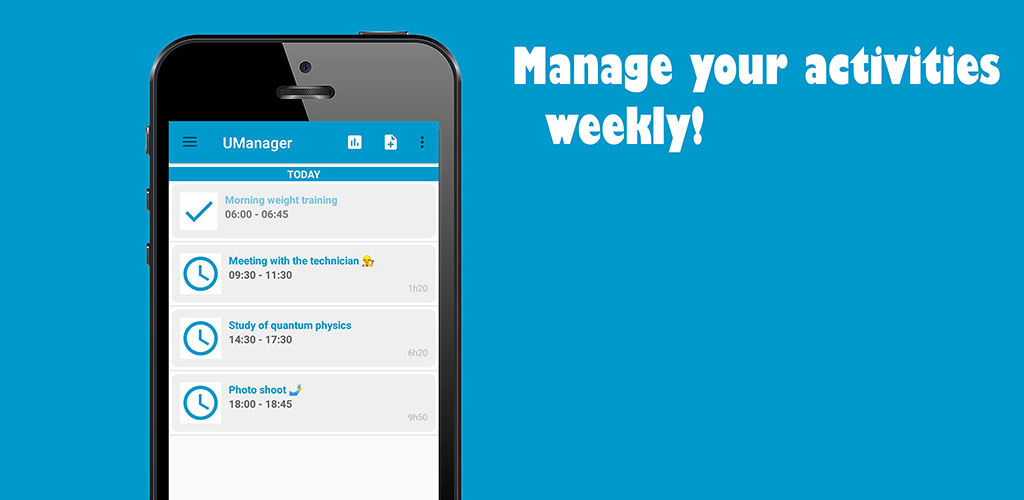 Manage your activities
weekly!
UManager
TODAY
Morning weight training
06:00 - 06:45
Meeting with the technician 👷
09:30 - 11:30
1h20
Study of quantum physics
14:30 - 17:30
6h20
Photo shoot 🤳
18:00 - 18:45
9h50